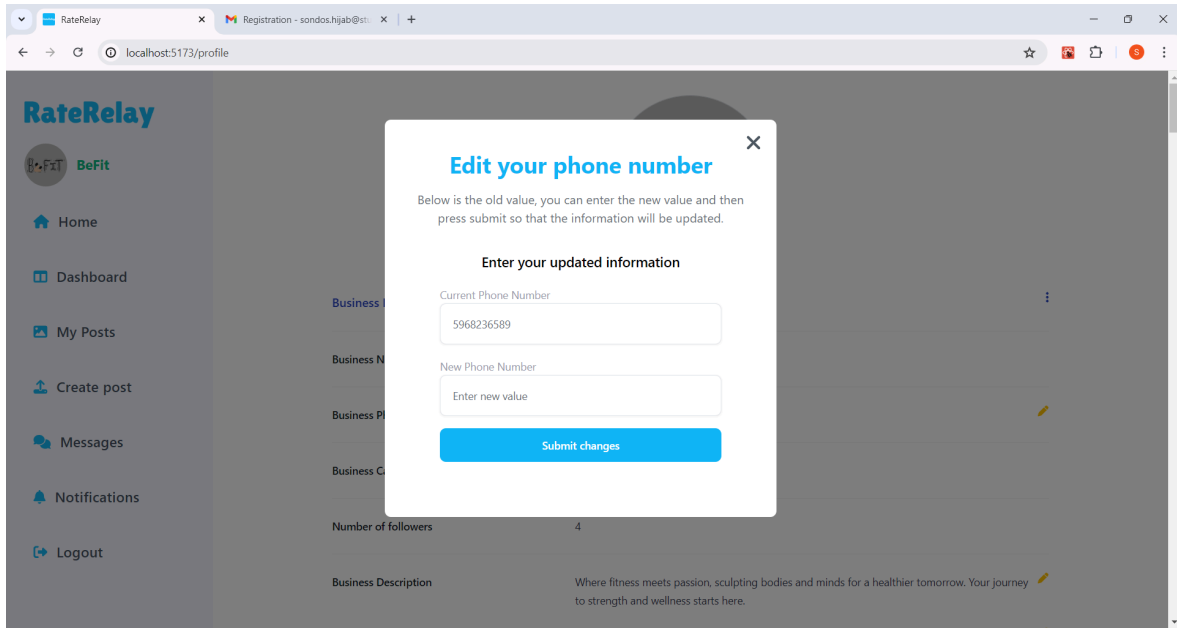 RateRelay
Registration - sondos.hijab@st
localhost:5173/profile
S
RateRelay
BeFiT
BeFit
Home
Dashboard
My Posts
Create post
Messages
Notifications
Logout
Edit your phone number
Below is the old value, you can enter the new value and then
press submit so that the information will be updated.
Enter your updated information
Current Phone Number
5968236589
New Phone Number
Enter new value
Submit changes
Business
Business N
Business P
Business Ca
Number of followers
4
Business Description
Where fitness meets passion, sculpting bodies and minds for a healthier tomorrow. Your journey
to strength and wellness starts here.